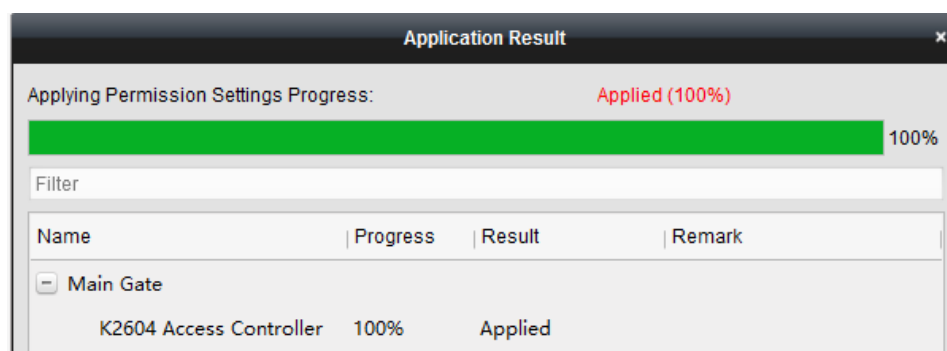 Application Result
Applying Permission Settings Progress: Applied (100%)
100%
Filter
Name Progress Result Remark
Main Gate
K2604 Access Controller 100% Applied